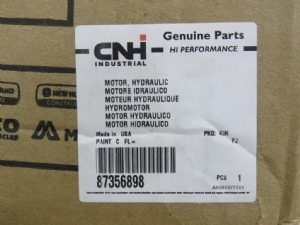 CNH
INDUSTRIAL
Genuine Parts
HI PERFORMANCE
MOTOR, HYDRAULIC
MOTORE IDRAULICO
MOTEUR HYDRAULIQUE
HYDROMOTOR
MOTOR HYDRAULICO
MOTOR HIDRAULICO
Made in USA
PAINT C FL=
87356898
PCS 1